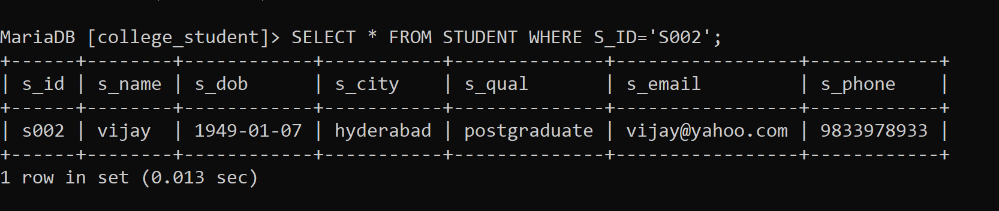 MariaDB [college_student]> SELECT * FROM STUDENT WHERE S_ID='S002';
+------+--------+------------+-----------+--------------+-----------------+------------+
| s_id | s_name | s_dob      | s_city    | s_qual       | s_email         | s_phone    |
+------+--------+------------+-----------+--------------+-----------------+------------+
| s002 | vijay  | 1949-01-07 | hyderabad | postgraduate | vijay@yahoo.com | 9833978933 |
+------+--------+------------+-----------+--------------+-----------------+------------+
1 row in set (0.013 sec)